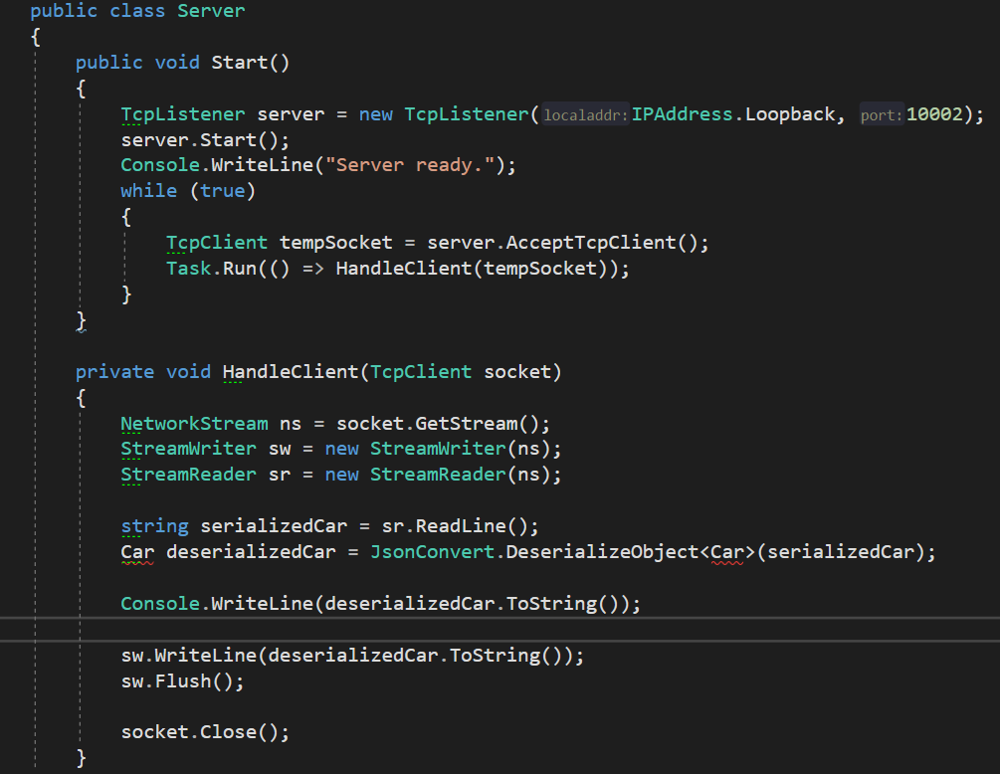 public class Server
{
public void Start()
{
TcpListener server = new TcpListener(localaddr: IPAddress.Loopback, port: 10002);
server.Start();
Console.WriteLine("Server ready.");
while (true)
{
TcpClient tempSocket = server.AcceptTcpClient();
Task.Run(() => HandleClient(tempSocket));
}
}
private void HandleClient(TcpClient socket)
{
NetworkStream ns = socket.GetStream();
StreamWriter sw = new StreamWriter(ns);
StreamReader sr = new StreamReader(ns);
string serializedCar = sr.ReadLine();
Car deserializedCar = JsonConvert.DeserializeObject<Car>(serializedCar);
Console.WriteLine(deserializedCar.ToString());
sw.WriteLine(deserializedCar.ToString());
sw.Flush();
socket.Close();
}